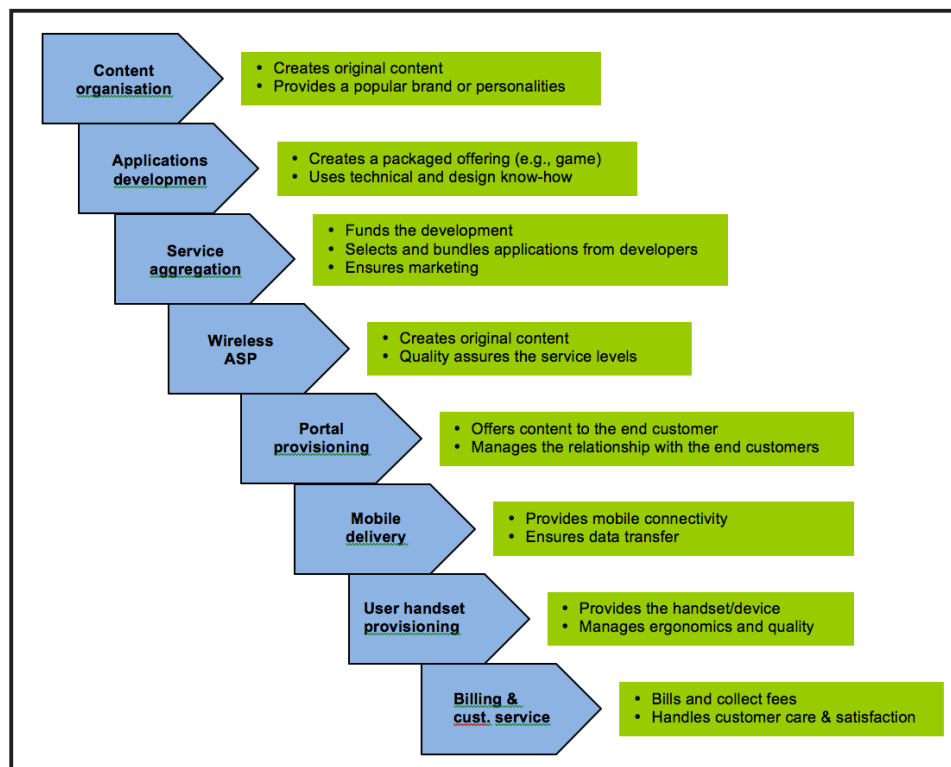 Content
organisation
• Creates original content
• Provides a popular brand or personalities
Applications
developmen
• Creates a packaged offering (e.g., game)
• Uses technical and design know-how
Service
aggregation
• Funds the development
• Selects and bundles applications from developers
• Ensures marketing
Wireless
ASP
• Creates original content
• Quality assures the service levels
Portal
provisioning
• Offers content to the end customer
• Manages the relationship with the end customers
Mobile
delivery
• Provides mobile connectivity
• Ensures data transfer
User handset
provisioning
• Provides the handset/device
• Manages ergonomics and quality
Billing &
cust. service
• Bills and collect fees
• Handles customer care & satisfaction